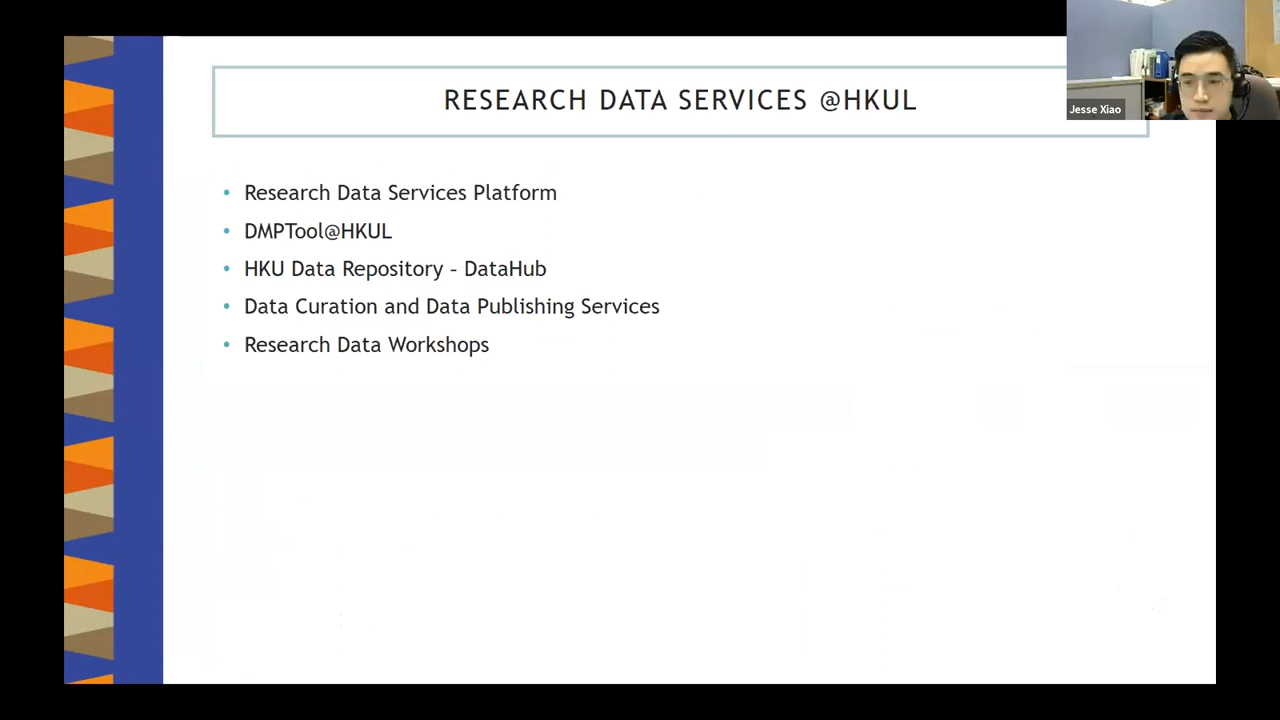 RESEARCH DATA SERVICES @HKUL
Jesse Xiao
• Research Data Services Platform
• DMPTool@HKUL
• HKU Data Repository – DataHub
• Data Curation and Data Publishing Services
• Research Data Workshops